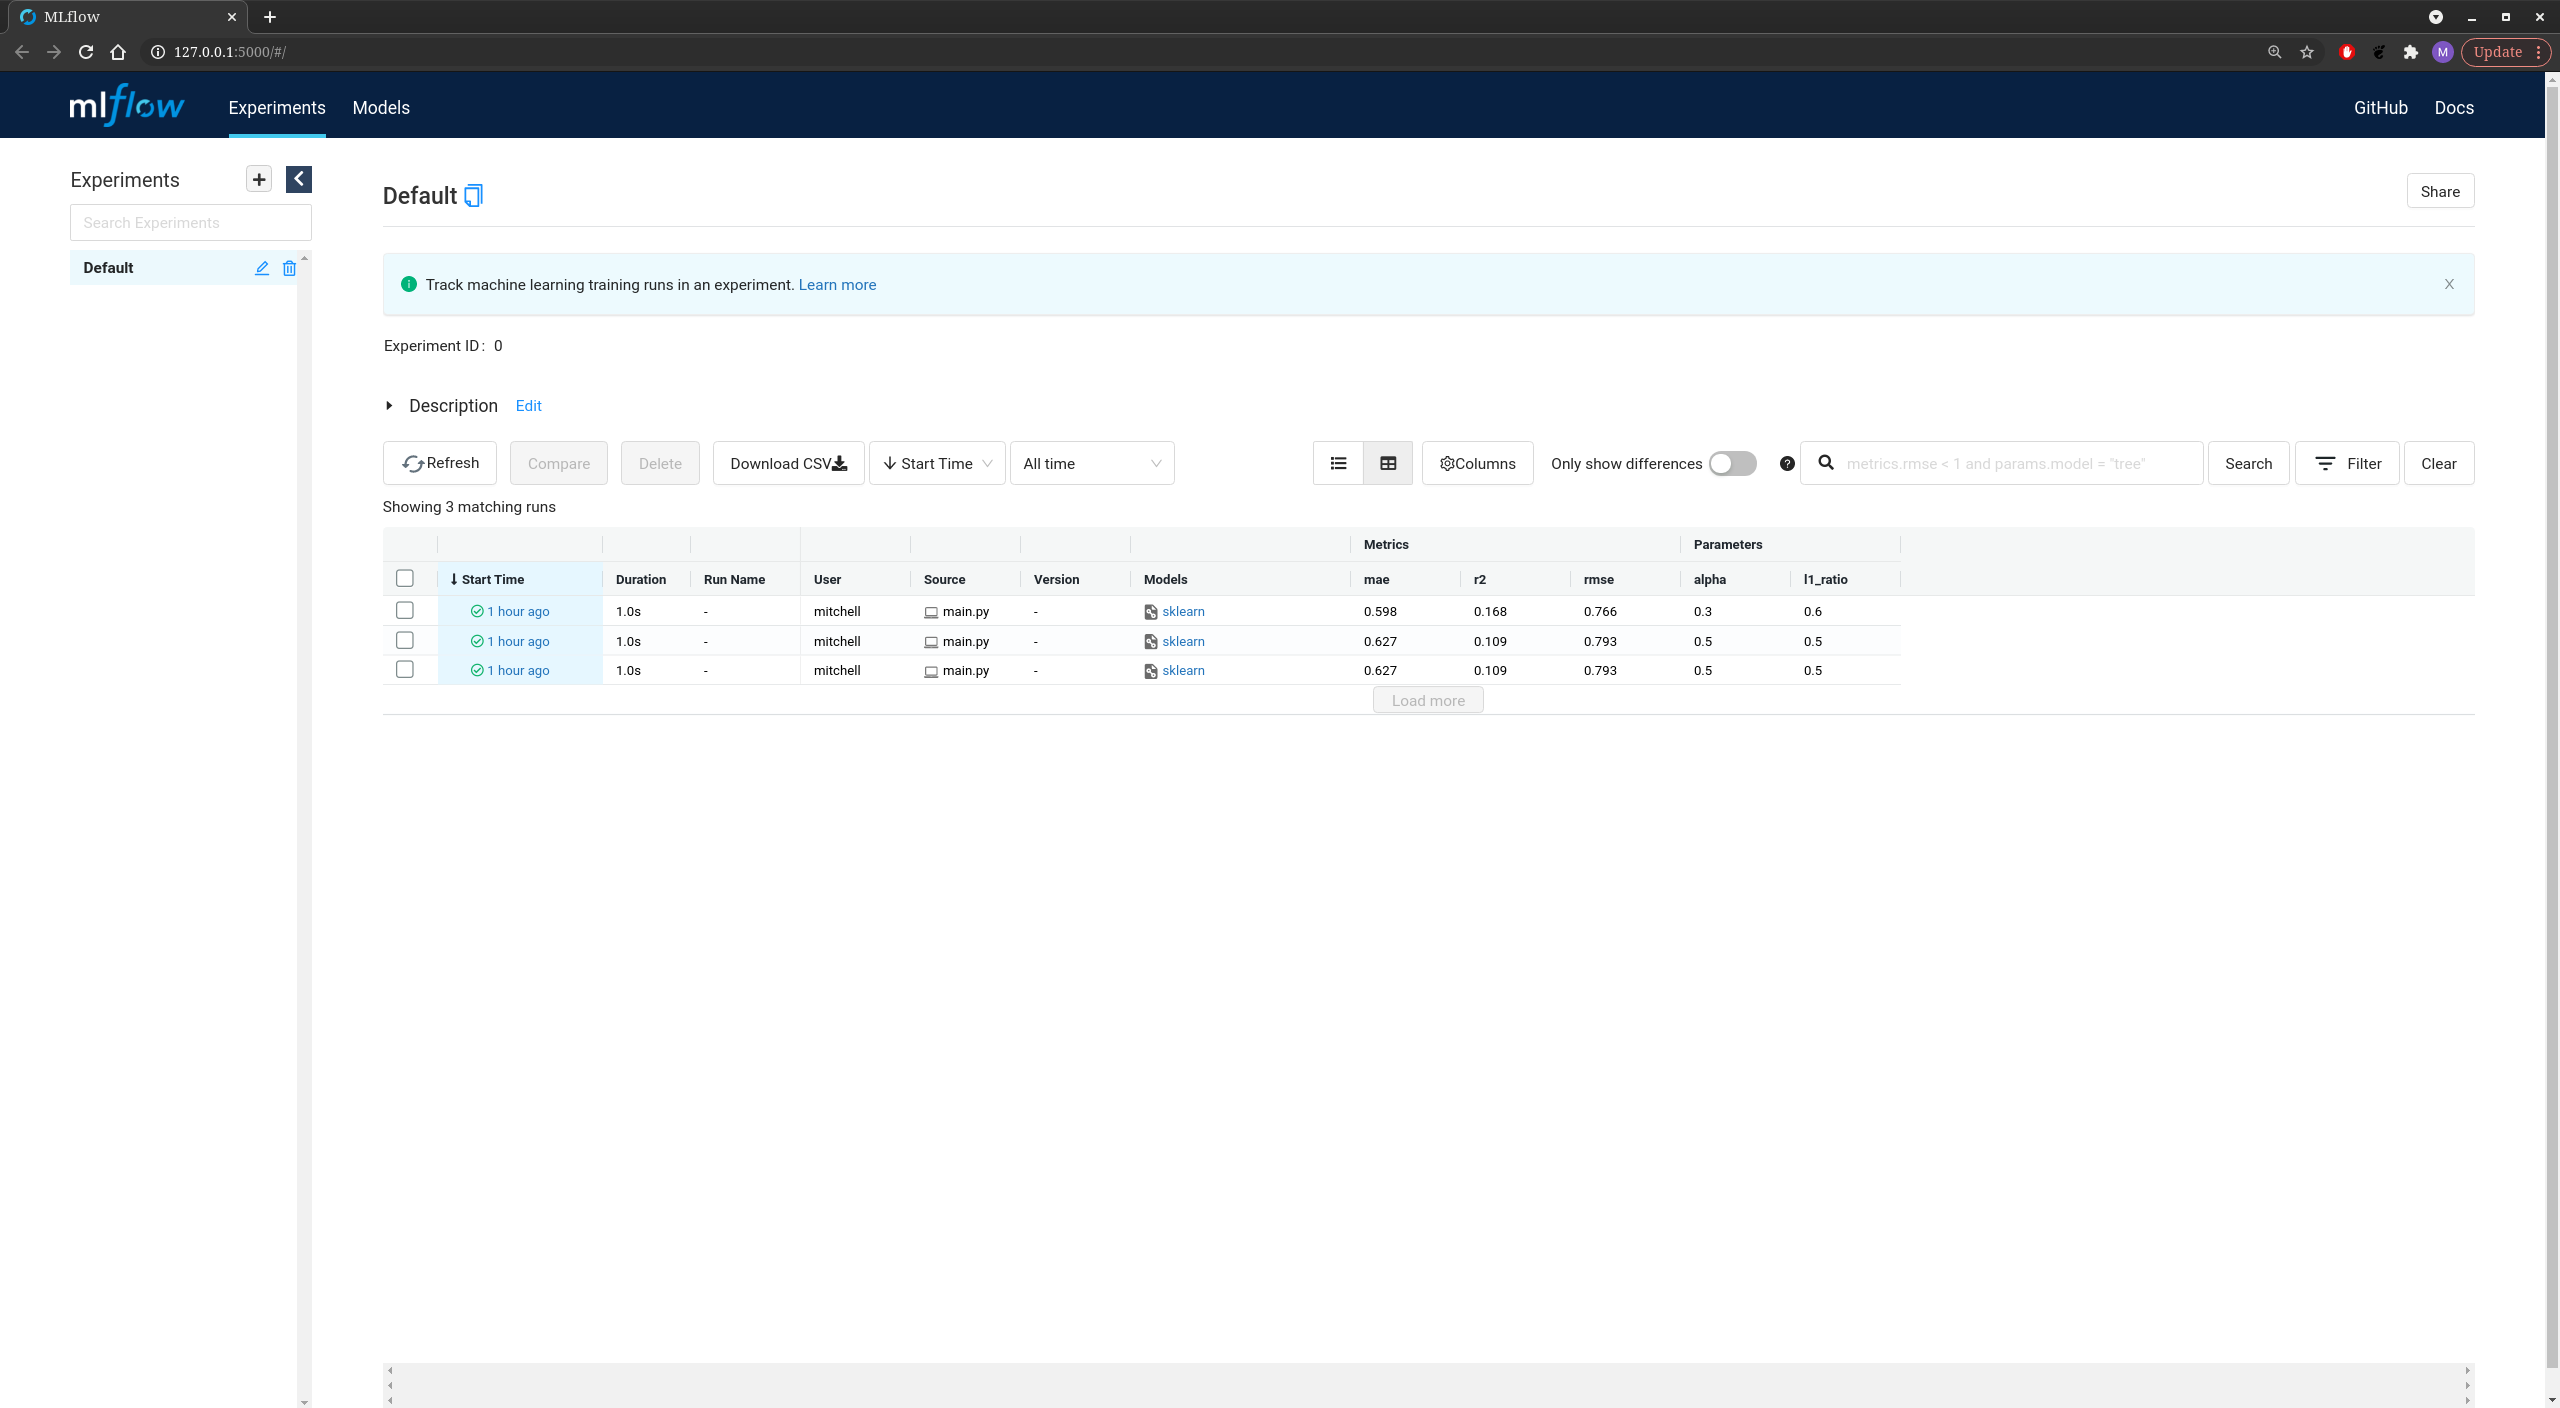 MLflow
127.0.0.1:5000/#/
M
Update
mlflow
Experiments Models
GitHub Docs
Experiments
Search Experiments
Default
Default
Share
Track machine learning training runs in an experiment. Learn more
X
Experiment ID: 0
Description Edit
Refresh Compare Delete Download CSV Start Time All time Columns Only show differences metrics.rmse < 1 and params.model = "tree" Search Filter Clear
Showing 3 matching runs
Metrics Parameters
Start Time Duration Run Name User Source Version Models mae r2 rmse alpha l1_ratio
1 hour ago 1.0s - mitchell main.py - sklearn 0.598 0.168 0.766 0.3 0.6
1 hour ago 1.0s - mitchell main.py - sklearn 0.627 0.109 0.793 0.5 0.5
1 hour ago 1.0s - mitchell main.py - sklearn 0.627 0.109 0.793 0.5 0.5
Load more